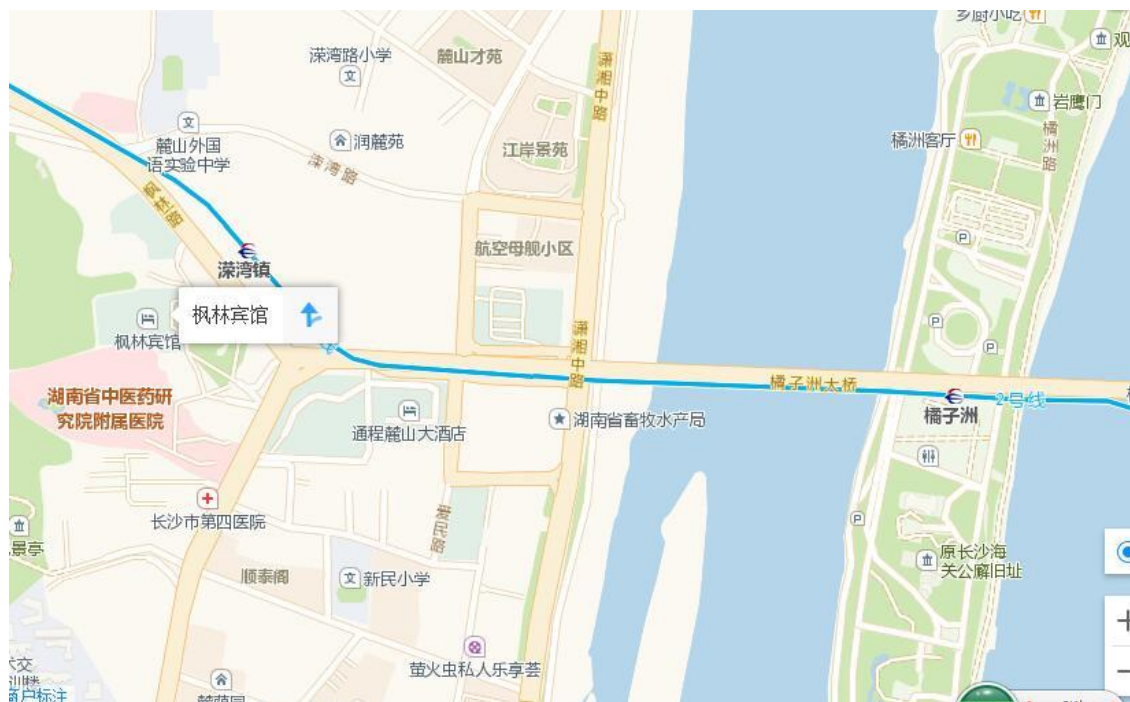 乡厨小吃
溁湾路小学
麓山才苑
潇湘中路
观
岩鹰门
麓山外国
语实验中学
润麓苑
溁湾路
江岸景苑
橘洲客厅
橘洲路
枫林路
P
溁湾镇
航空母舰小区
枫林宾馆
枫林宾馆
P
P
潇湘中路
湖南省中医药研
究院附属医院
橘子洲大桥
2号线
橘子洲
通程麓山大酒店
湖南省畜牧水产局
长沙市第四医院
P
景亭
顺泰阁
新民小学
原长沙海
关公廨旧址
萤火虫私人乐享荟
商户标注